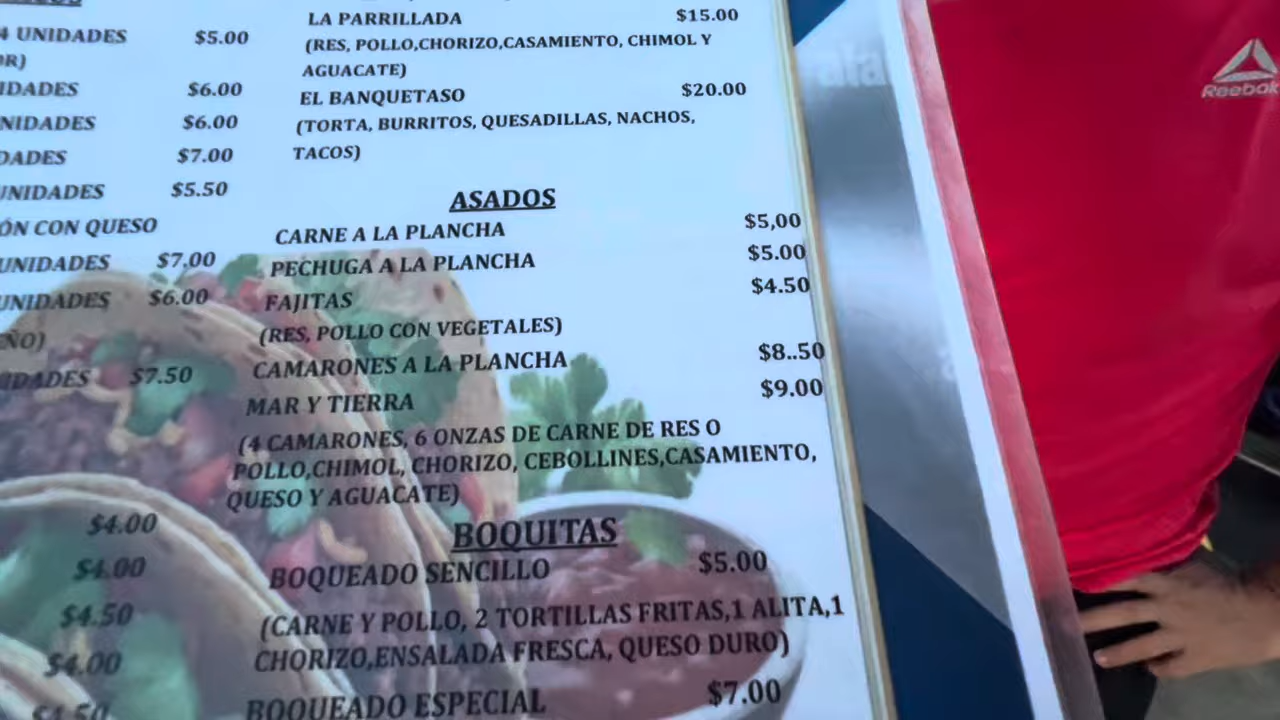 4 UNIDADES $5.00
$6.00
$6.00
$7.00
UNIDADES $5.50
CON QUESO
UNIDADES $7.00
UNIDADES $6.00
$7.50
$4.00
$4.00
$4.50
$4.00
LA PARRILLADA $15.00
(RES, POLLO,CHORIZO,CASAMIENTO, CHIMOL Y
AGUACATE)
EL BANQUETASO $20.00
(TORTA, BURRITOS, QUESADILLAS, NACHOS,
TACOS)
ASADOS
CARNE A LA PLANCHA $5,00
PECHUGA A LA PLANCHA $5.00
FAJITAS $4.50
(RES, POLLO CON VEGETALES)
CAMARONES A LA PLANCHA $8..50
MAR Y TIERRA $9.00
(4 CAMARONES, 6 ONZAS DE CARNE DE RES O
POLLO,CHIMOL, CHORIZO, CEBOLLINES,CASAMIENTO,
QUESO Y AGUACATE)
BOQUITAS
BOQUEADO SENCILLO $5.00
(CARNE Y POLLO, 2 TORTILLAS FRITAS,1 ALITA,1
CHORIZO,ENSALADA FRESCA, QUESO DURO)
BOQUEADO ESPECIAL $7.00
Reebok